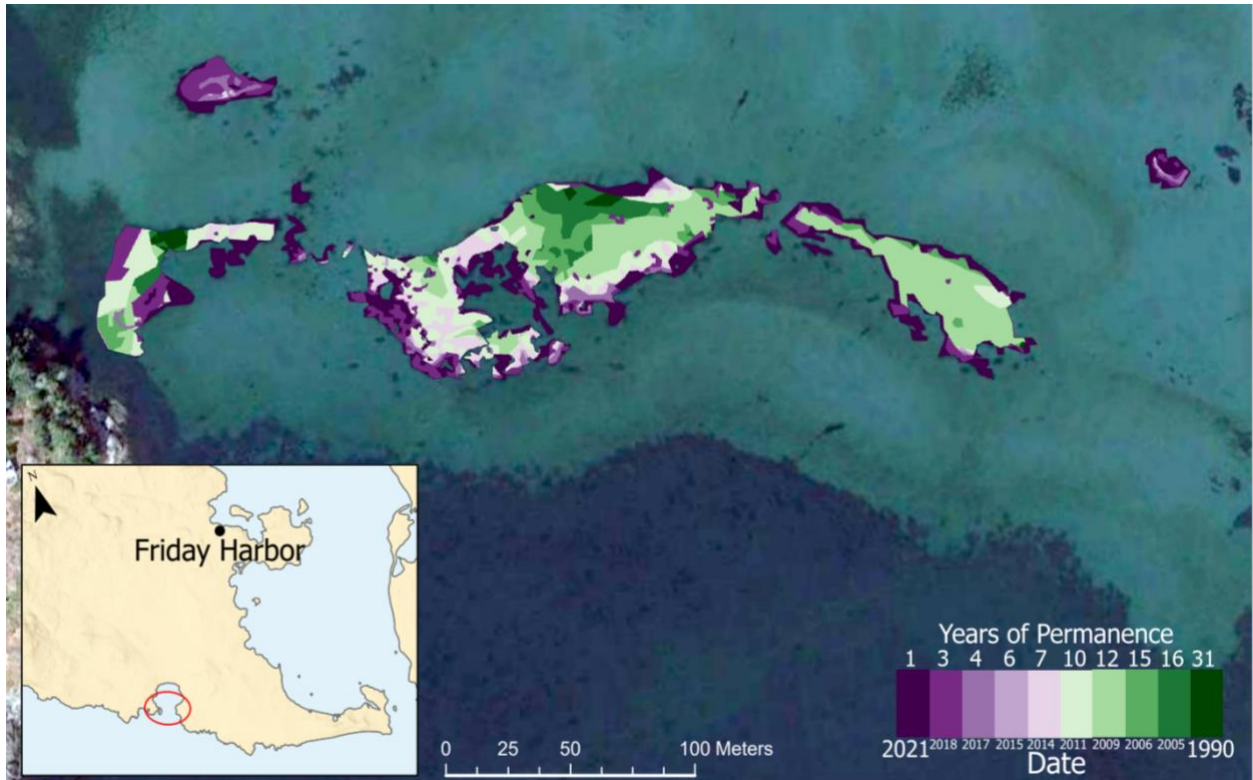 N
Friday Harbor
0 25 50 100 Meters
Years of Permanence
1 3 4 6 7 10 12 15 16 31
2021 2018 2017 2015 2014 2011 2009 2006 2005 1990
Date